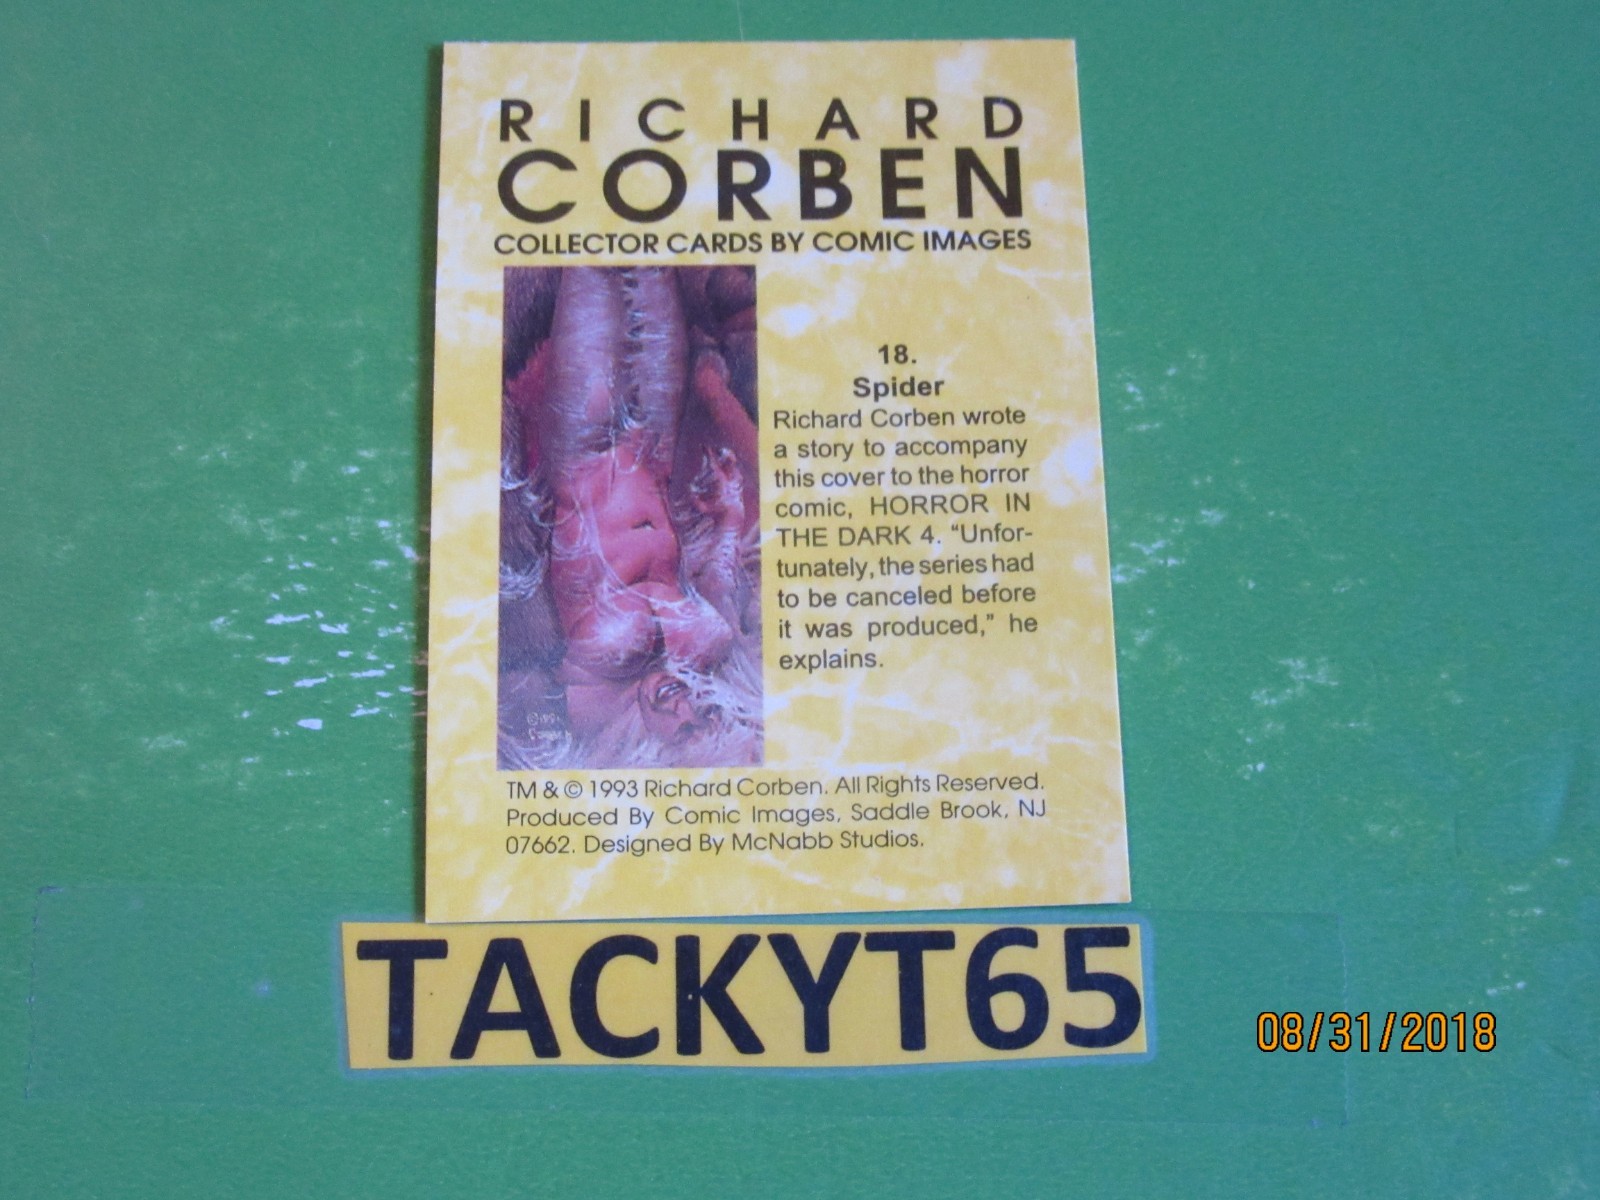 RICHARD
CORBEN
COLLECTOR CARDS BY COMIC IMAGES
18.
Spider
Richard Corben wrote
a story to accompany
this cover to the horror
comic, HORROR IN
THE DARK 4. “Unfor-
tunately, the series had
to be canceled before
it was produced,” he
explains.
TM & © 1993 Richard Corben. All Rights Reserved.
Produced By Comic Images, Saddle Brook, NJ
07662. Designed By McNabb Studios.
TACKYT65
08/31/2018